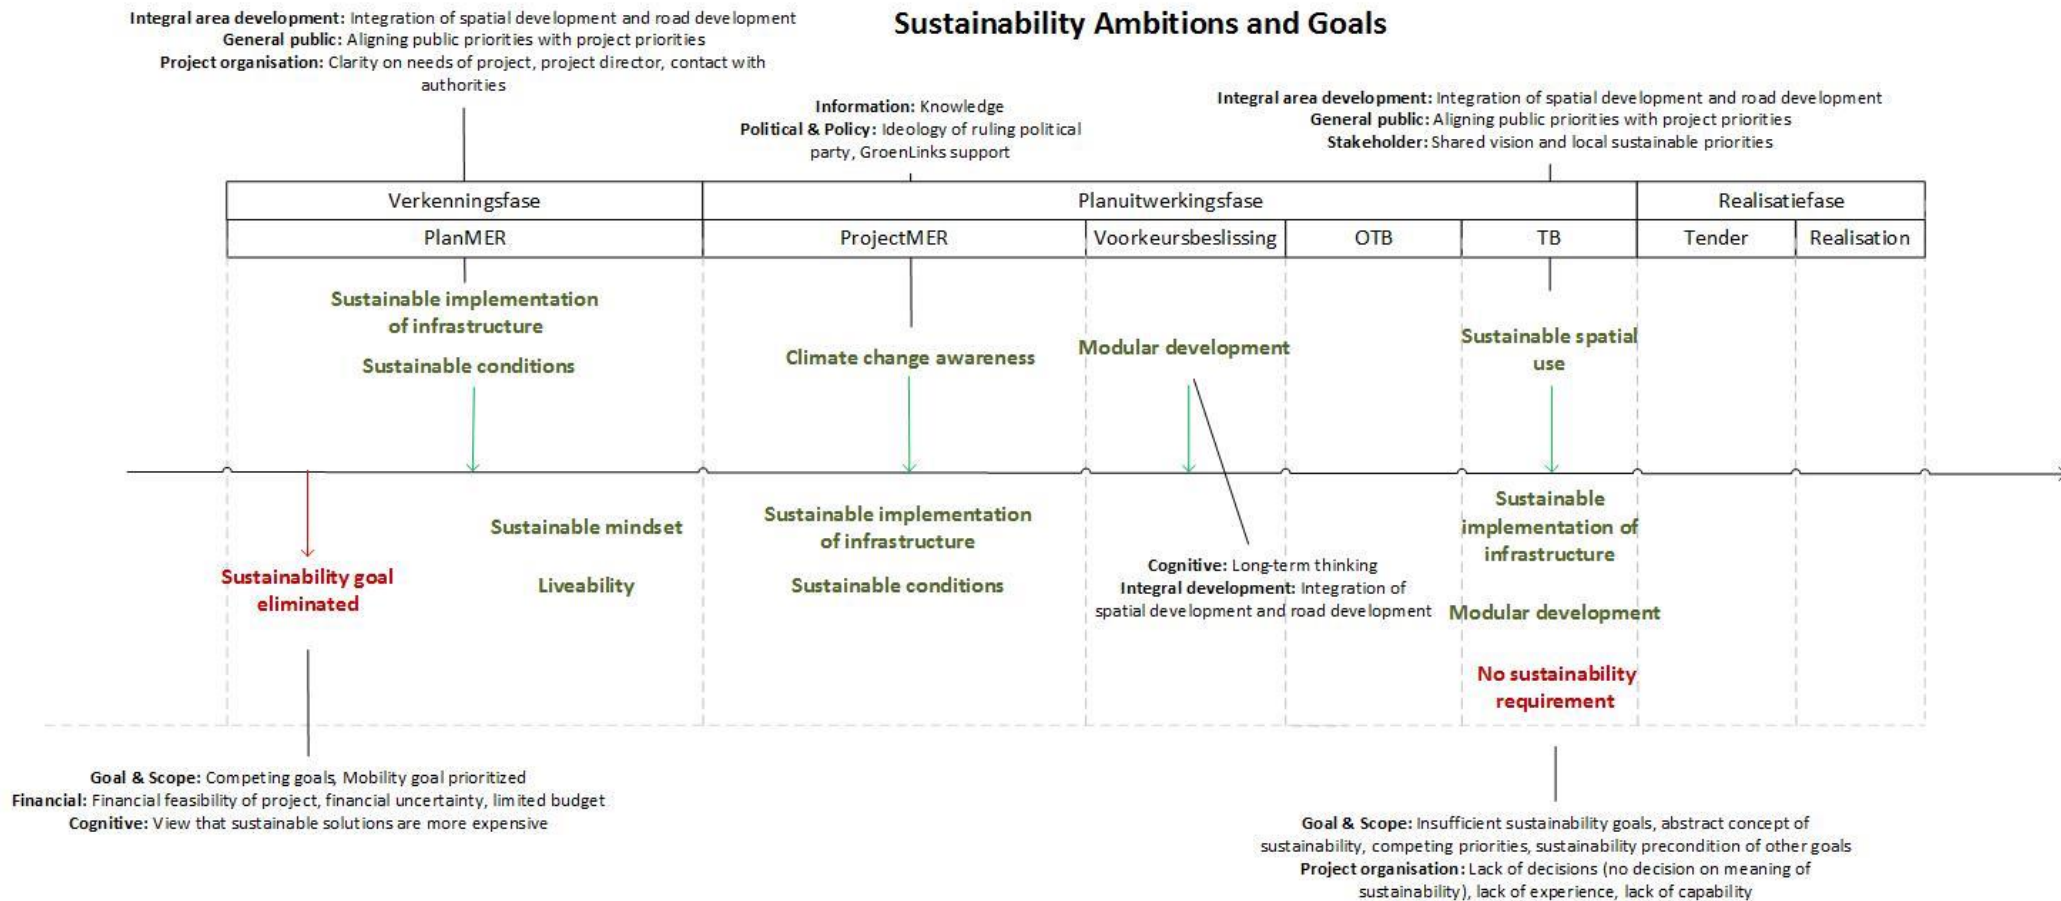 Sustainability Ambitions and Goals
Integral area development: Integration of spatial development and road development
General public: Aligning public priorities with project priorities
Project organisation: Clarity on needs of project, project director, contact with
authorities
Information: Knowledge
Political & Policy: Ideology of ruling political
party, GroenLinks support
Integral area development: Integration of spatial development and road development
General public: Aligning public priorities with project priorities
Stakeholder: Shared vision and local sustainable priorities
Verkenningsfase
Planuitwerkingsfase
Realisatiefase
PlanMER
ProjectMER
Voorkeursbeslissing
OTB
TB
Tender
Realisation
Sustainable implementation
of infrastructure
Sustainable conditions
Climate change awareness
Modular development
Sustainable spatial
use
Sustainability goal
eliminated
Sustainable mindset
Liveability
Sustainable implementation
of infrastructure
Sustainable conditions
Cognitive: Long-term thinking
Integral development: Integration of
spatial development and road development
Sustainable
implementation of
infrastructure
Modular development
No sustainability
requirement
Goal & Scope: Competing goals, Mobility goal prioritized
Financial: Financial feasibility of project, financial uncertainty, limited budget
Cognitive: View that sustainable solutions are more expensive
Goal & Scope: Insufficient sustainability goals, abstract concept of
sustainability, competing priorities, sustainability precondition of other goals
Project organisation: Lack of decisions (no decision on meaning of
sustainability), lack of experience, lack of capability